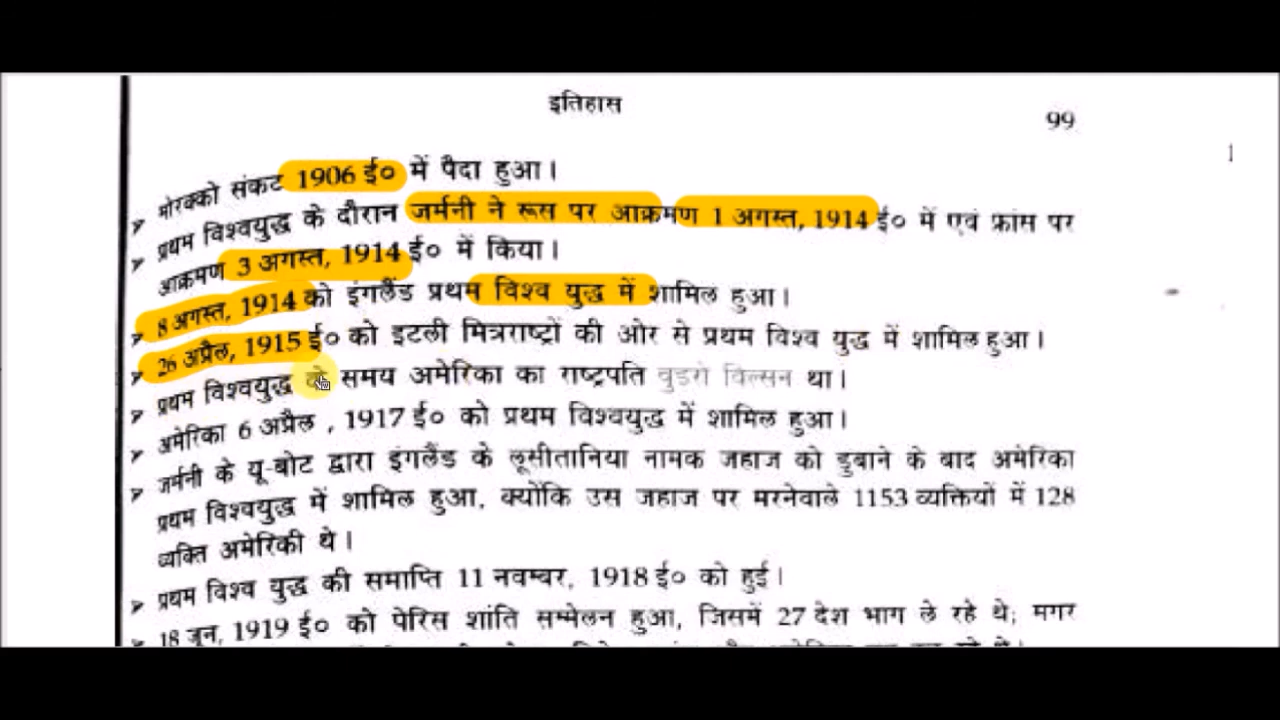 इतिहास
99
1
मोरक्को संकट 1906 ई० में पैदा हुआ।
➢ प्रथम विश्वयुद्ध के दौरान जर्मनी ने रूस पर आक्रमण 1 अगस्त, 1914 ई० में एवं फ्रांस पर
➢ आक्रमण 3 अगस्त, 1914 ई० में किया।
➢ 8 अगस्त, 1914 को इंगलैंड प्रथम विश्व युद्ध में शामिल हुआ।
➢ 26 अप्रैल, 1915 ई० को इटली मित्रराष्ट्रों की ओर से प्रथम विश्व युद्ध में शामिल हुआ।
➢ प्रथम विश्वयुद्ध के समय अमेरिका का राष्ट्रपति वुडरो विल्सन था।
➢ अमेरिका 6 अप्रैल, 1917 ई० को प्रथम विश्वयुद्ध में शामिल हुआ।
➢ जर्मनी के यू-बोट द्वारा इंगलैंड के लूसीतानिया नामक जहाज को डुबाने के बाद अमेरिका
प्रथम विश्वयुद्ध में शामिल हुआ, क्योंकि उस जहाज पर मरनेवाले 1153 व्यक्तियों में 128
व्यक्ति अमेरिकी थे।
➢ प्रथम विश्व युद्ध की समाप्ति 11 नवम्बर, 1918 ई० को हुई।
➢ 18 जून, 1919 ई० को पेरिस शांति सम्मेलन हुआ, जिसमें 27 देश भाग ले रहे थे; मगर